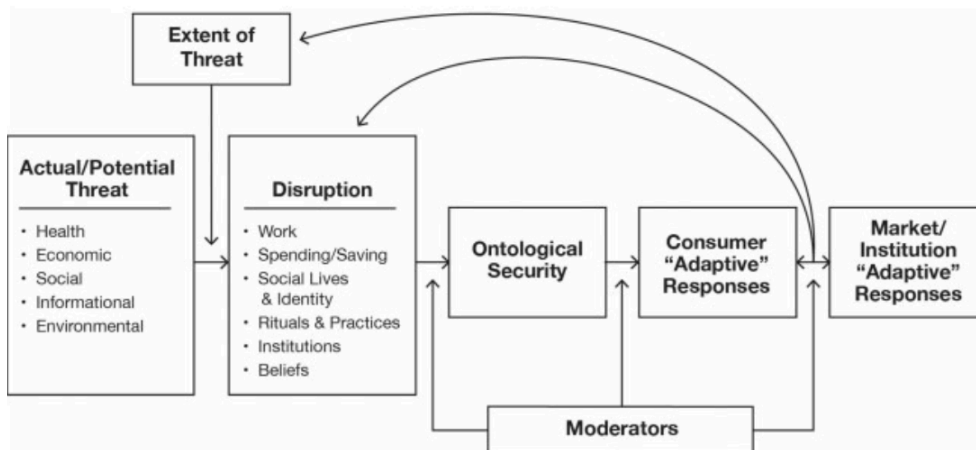 Extent of
Threat
Actual/Potential
Threat
• Health
• Economic
• Social
• Informational
• Environmental
Disruption
• Work
• Spending/Saving
• Social Lives
& Identity
• Rituals & Practices
• Institutions
• Beliefs
Ontological
Security
Consumer
“Adaptive”
Responses
Market/
Institution
“Adaptive”
Responses
Moderators